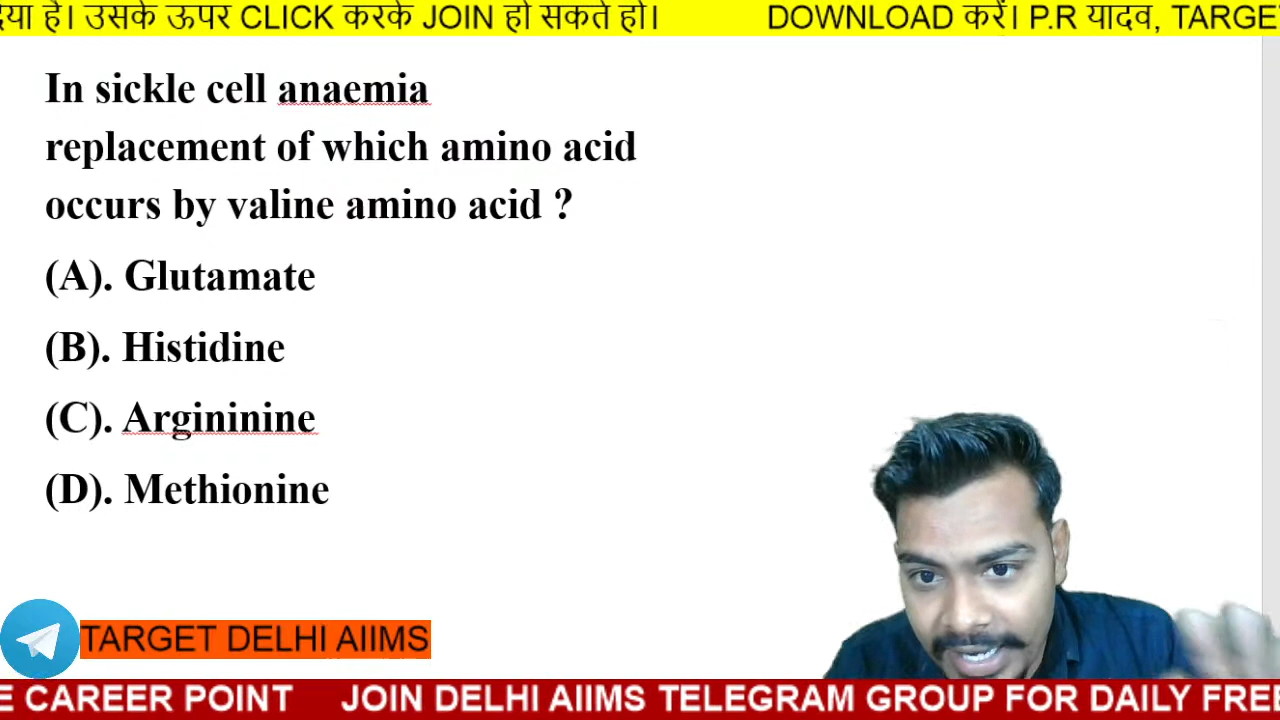 दिया है। उसके ऊपर CLICK करके JOIN हो सकते हो। DOWNLOAD करें। P.R यादव, TARGE
In sickle cell anaemia
replacement of which amino acid
occurs by valine amino acid ?
(A). Glutamate
(B). Histidine
(C). Argininine
(D). Methionine
TARGET DELHI AIIMS
E CAREER POINT JOIN DELHI AIIMS TELEGRAM GROUP FOR DAILY FREE